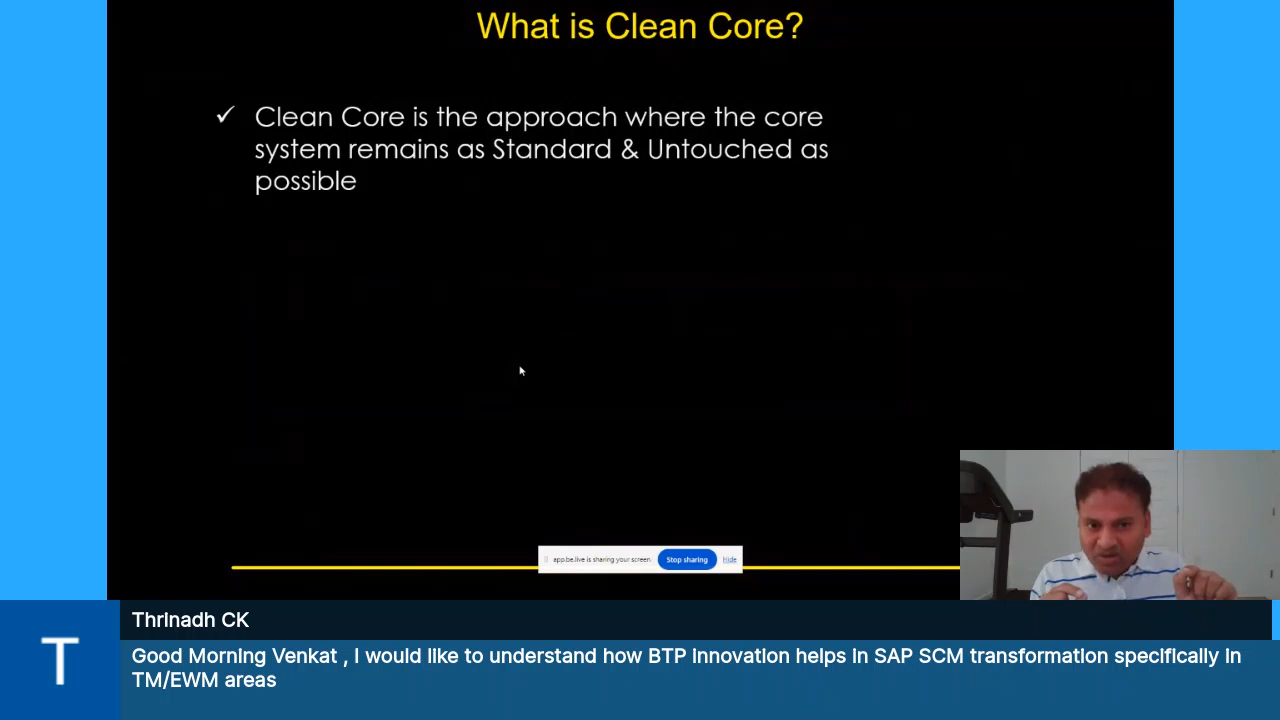 What is Clean Core?
✓ Clean Core is the approach where the core
system remains as Standard & Untouched as
possible
app.be.live is sharing your screen. Stop sharing Hide
T
Thrinadh CK
Good Morning Venkat , I would like to understand how BTP innovation helps in SAP SCM transformation specifically in
TM/EWM areas